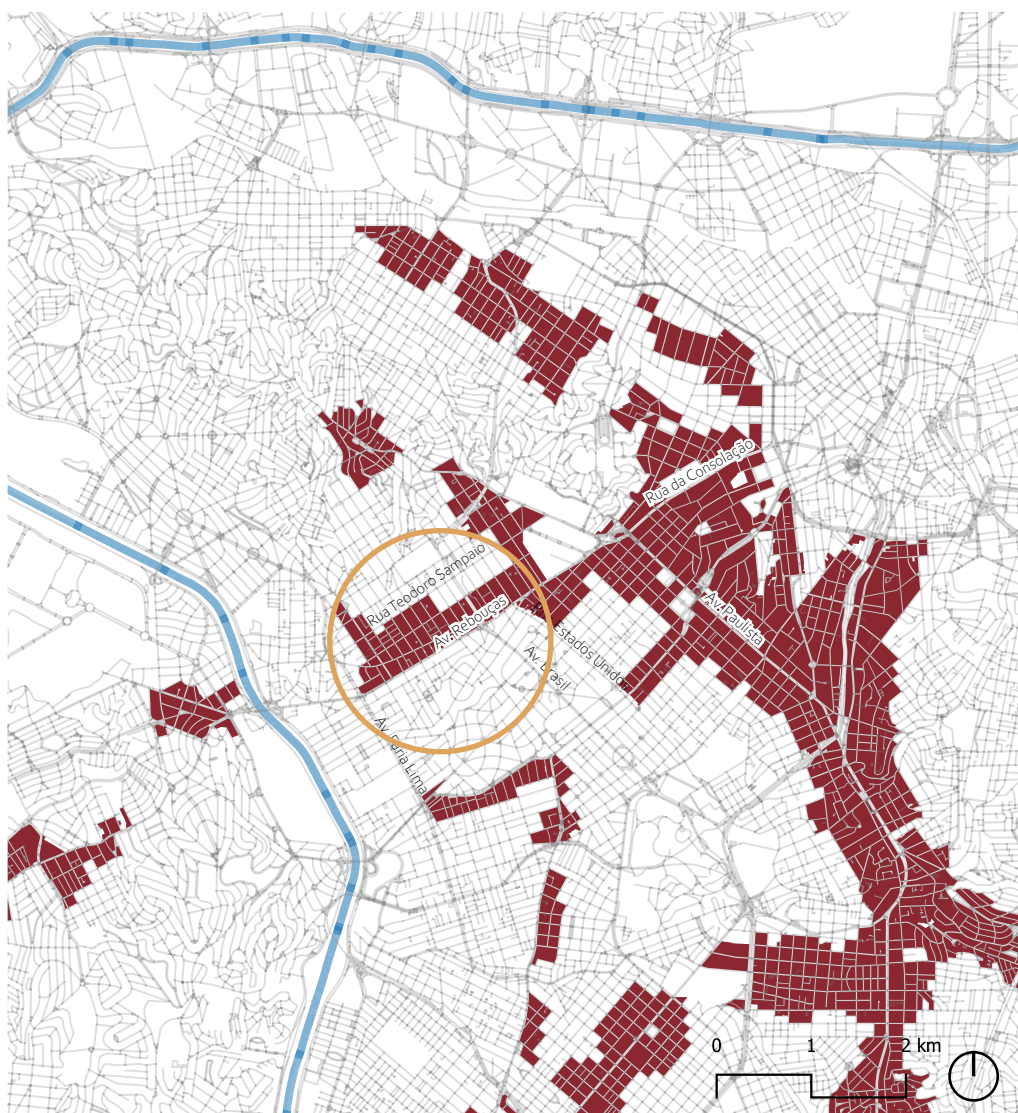 Rua da Consolação
Rua Teodoro Sampaio
Av. Rebouças
Av. Paulista
Estados Unidos
Av. Brasil
Av. Faria Lima
0 1 2 km